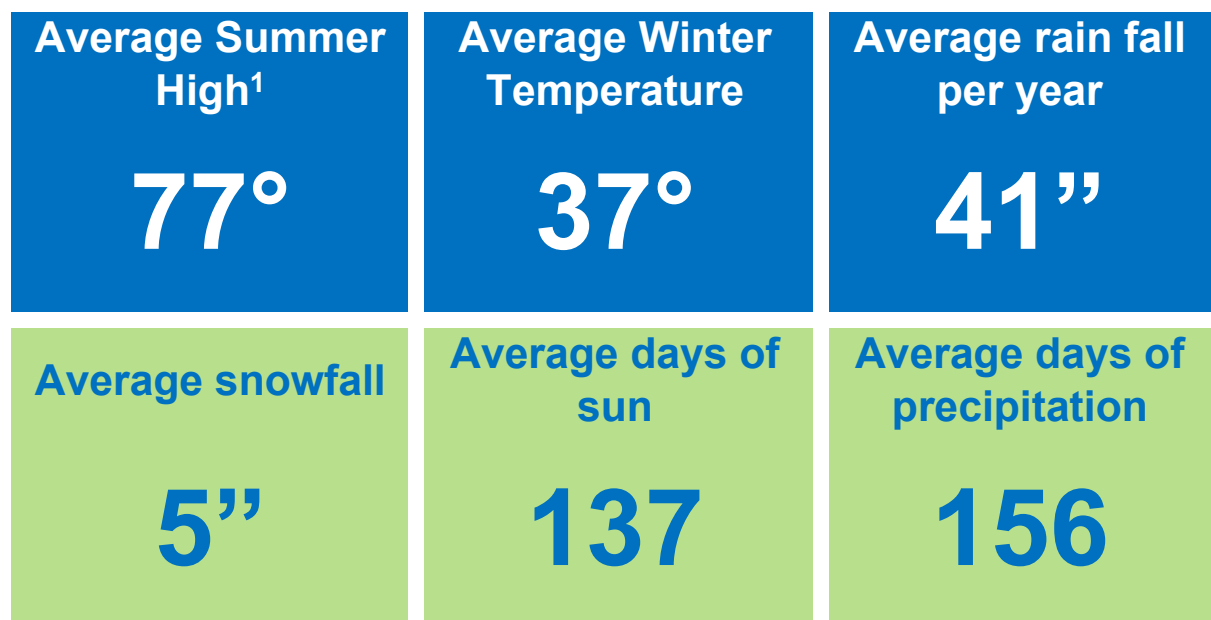 Average Summer
High¹
77°
Average Winter
Temperature
37°
Average rain fall
per year
41”
Average snowfall
5”
Average days of
sun
137
Average days of
precipitation
156